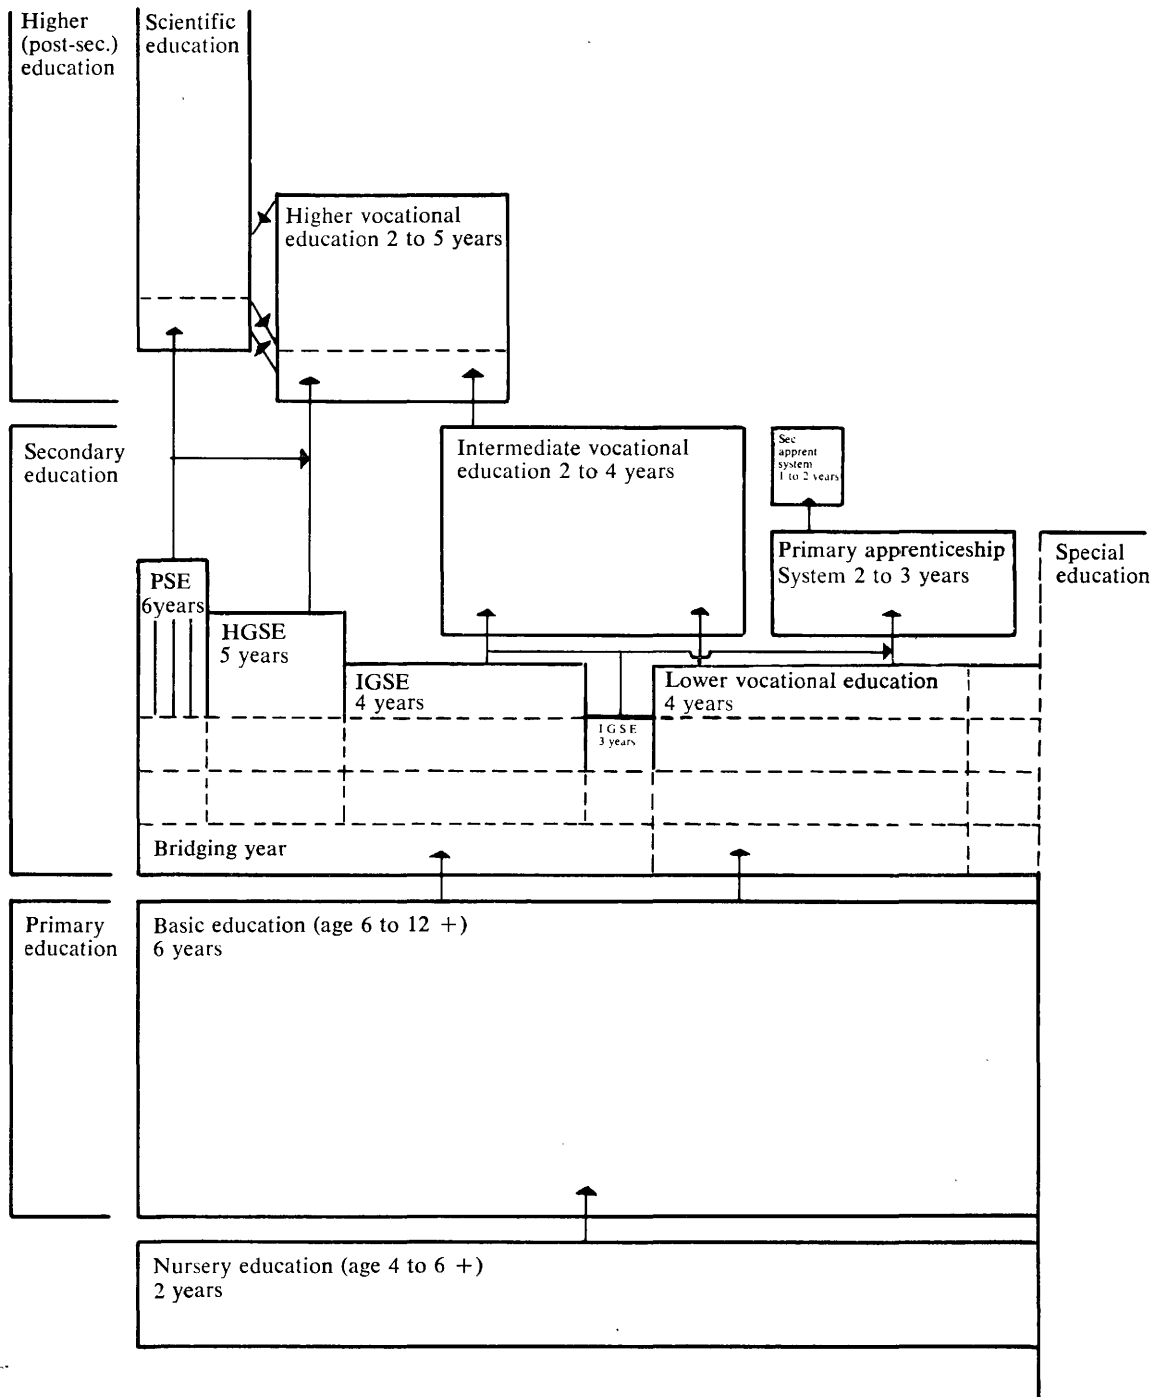 Higher
(post-sec.)
education
Scientific
education
Higher vocational
education 2 to 5 years
Secondary
education
Intermediate vocational
education 2 to 4 years
Sec
apprent
system
1 to 2 years
Primary apprenticeship
System 2 to 3 years
Special
education
PSE
6years
HGSE
5 years
IGSE
4 years
IGSE
3 years
Lower vocational education
4 years
Bridging year
Primary
education
Basic education (age 6 to 12 +)
6 years
Nursery education (age 4 to 6 +)
2 years